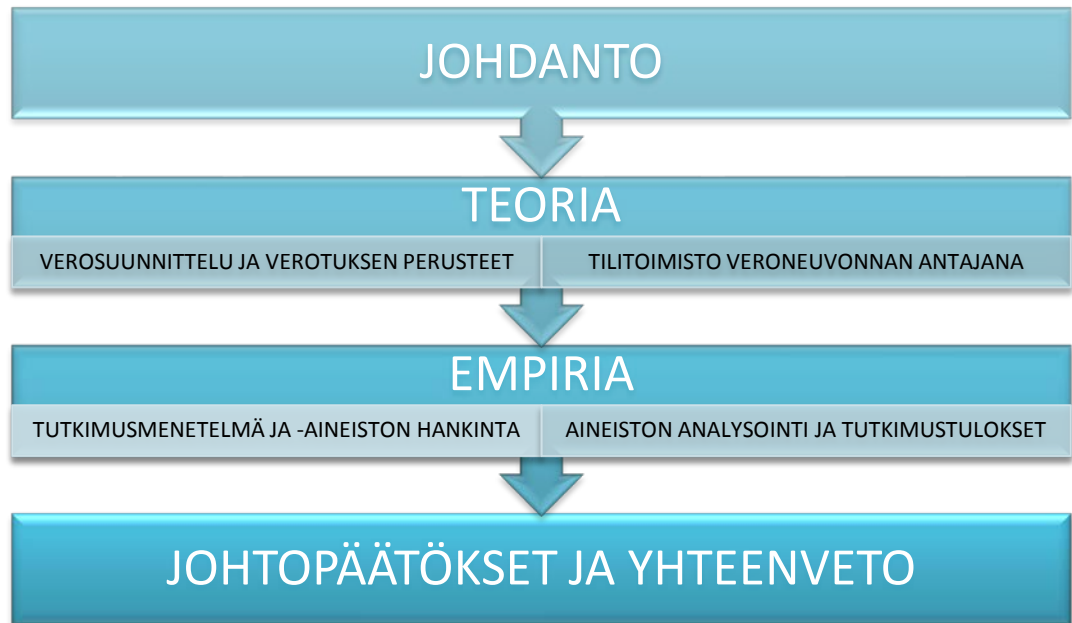 JOHDANTO
TEORIA
VEROSUUNNITTELU JA VEROTUKSEN PERUSTEET
TILITOIMISTO VERONEUVONNAN ANTAJANA
EMPIRIA
TUTKIMUSMENETELMÄ JA -AINEISTON HANKINTA
AINEISTON ANALYSOINTI JA TUTKIMUSTULOKSET
JOHTOPÄÄTÖKSET JA YHTEENVETO